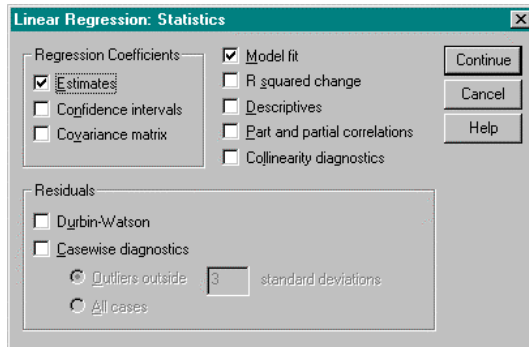 Linear Regression: Statistics
Regression Coefficients
Estimates
Confidence intervals
Covariance matrix
Model fit
R squared change
Descriptives
Part and partial correlations
Collinearity diagnostics
Continue
Cancel
Help
Residuals
Durbin-Watson
Casewise diagnostics
Outliers outside 3 standard deviations
All cases